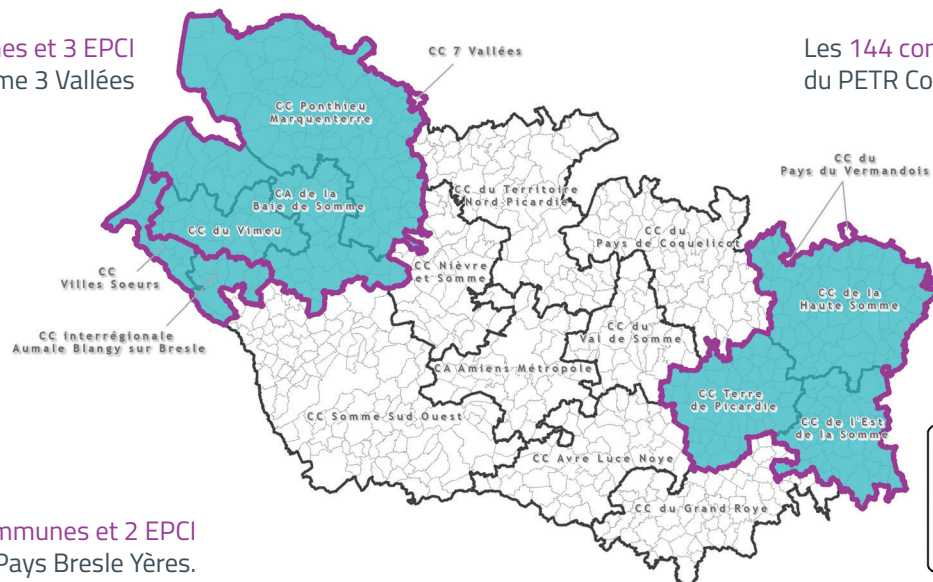 nes et 3 EPCI
me 3 Vallées
Les 144 com
du PETR Co
CC 7 Vallées
CC Ponthieu
Marquenterre
CC du
Pays du Vermandois
CA de la
Baie de Somme
CC du Territoire
Nord Picardie
CC du Vimeu
CC du
Pays de Coquelicot
CC
Villes Soeurs
CC Nièvre
et Somme
CC de la
Haute Somme
CC interrégionale
Aumale Blangy sur Bresle
CC du
Val de Somme
CA Amiens Métropole
CC Terre
de Picardie
CC Somme Sud Ouest
CC de l'Est
de la Somme
CC Avre Luce Noye
CC du Grand Roye
mmunes et 2 EPCI
Pays Bresle Yères.